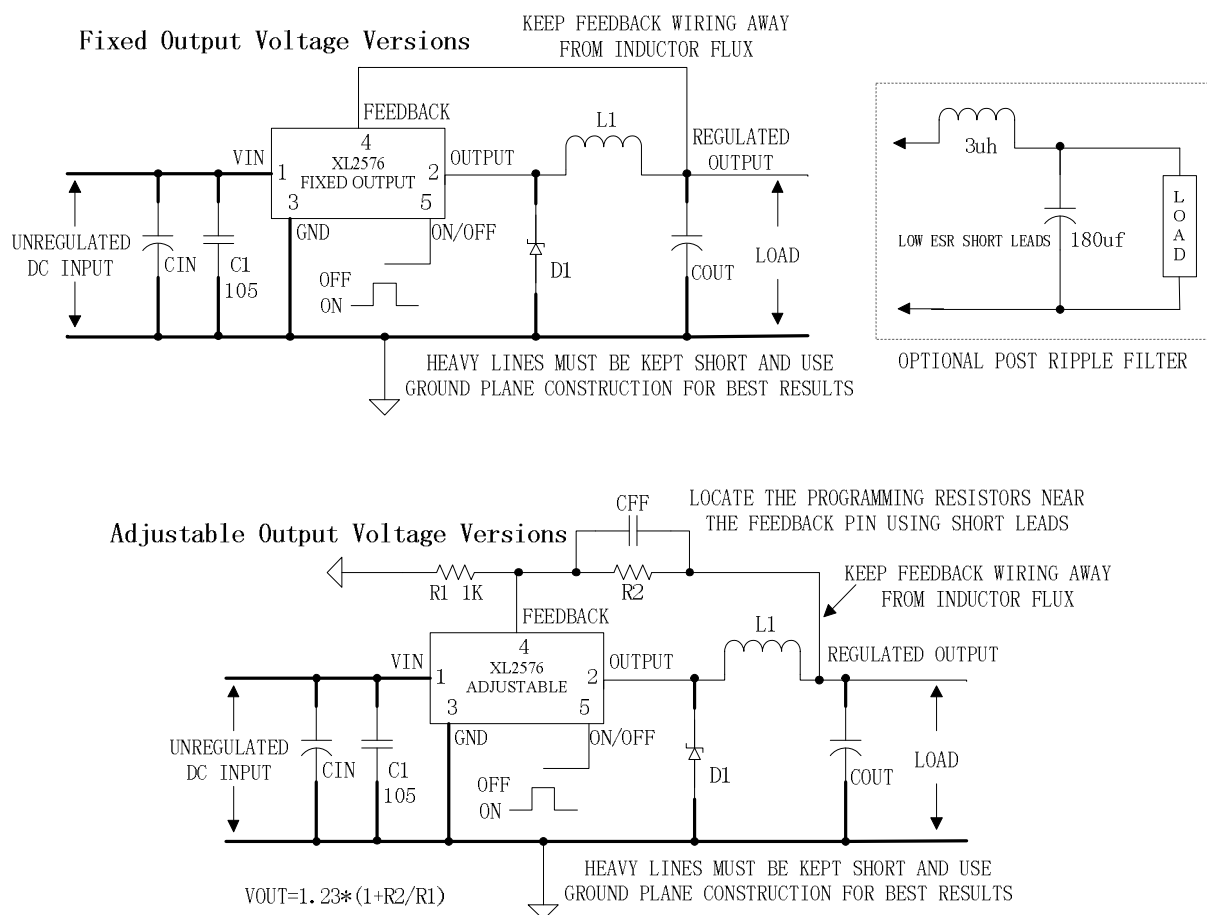 Fixed Output Voltage Versions
KEEP FEEDBACK WIRING AWAY
FROM INDUCTOR FLUX
FEEDBACK
4
XL2576
FIXED OUTPUT
VIN
1
2
OUTPUT
3
5
GND
ON/OFF
L1
REGULATED
OUTPUT
UNREGULATED
DC INPUT
CIN
C1
105
OFF
ON
D1
COUT
LOAD
HEAVY LINES MUST BE KEPT SHORT AND USE
GROUND PLANE CONSTRUCTION FOR BEST RESULTS
3uh
LOW ESR SHORT LEADS
180uf
LOAD
OPTIONAL POST RIPPLE FILTER
Adjustable Output Voltage Versions
CFF
LOCATE THE PROGRAMMING RESISTORS NEAR
THE FEEDBACK PIN USING SHORT LEADS
R1 1K
R2
KEEP FEEDBACK WIRING AWAY
FROM INDUCTOR FLUX
FEEDBACK
4
XL2576
ADJUSTABLE
VIN
1
2
OUTPUT
3
5
GND
ON/OFF
L1
REGULATED OUTPUT
UNREGULATED
DC INPUT
CIN
C1
105
OFF
ON
D1
COUT
LOAD
HEAVY LINES MUST BE KEPT SHORT AND USE
GROUND PLANE CONSTRUCTION FOR BEST RESULTS
VOUT=1.23*(1+R2/R1)